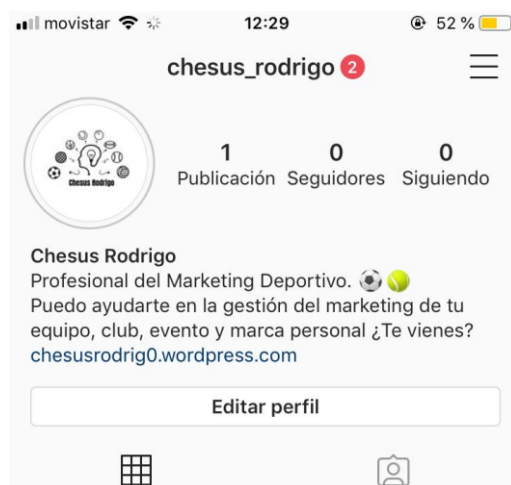 movistar 12:29 52 %
chesus_rodrigo 2
1 0 0
Publicación Seguidores Siguiendo
Chesus Rodrigo
Chesus Rodrigo
Profesional del Marketing Deportivo. ⚽🎾
Puedo ayudarte en la gestión del marketing de tu
equipo, club, evento y marca personal ¿Te vienes?
chesusrodrig0.wordpress.com
Editar perfil